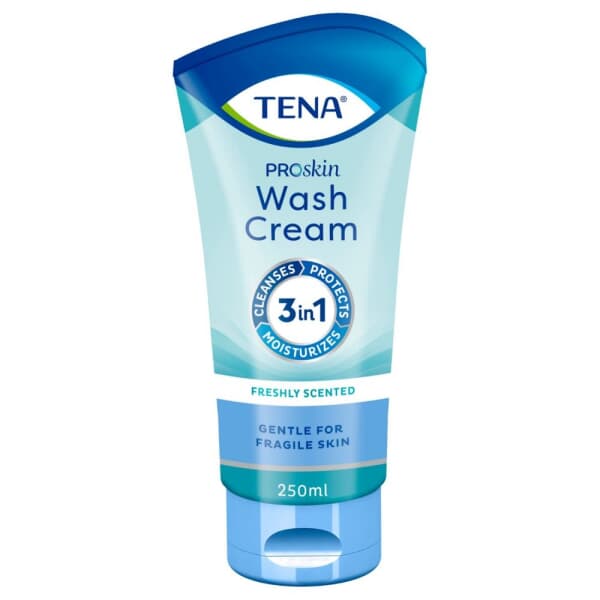 TENA®
PROskin
Wash
Cream
CLEANSES PROTECTS
3in1
MOISTURIZES
FRESHLY SCENTED
GENTLE FOR
FRAGILE SKIN
250ml